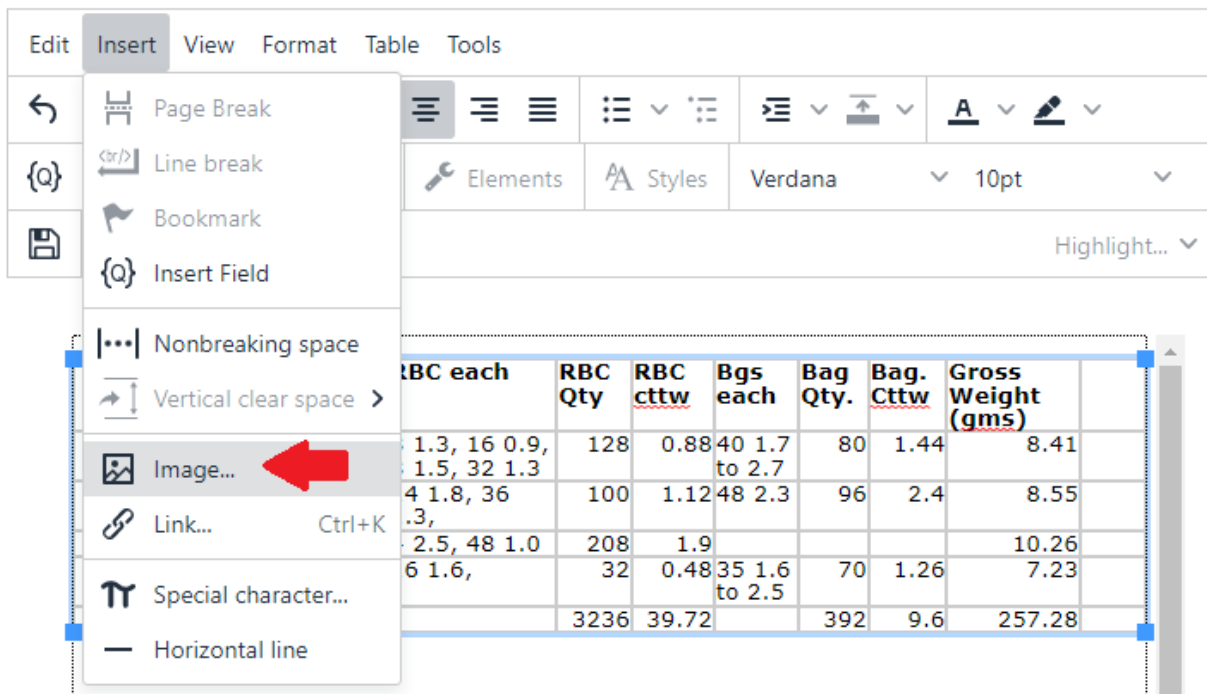 Edit Insert View Format Table Tools
Page Break
<br/> Line break
{Q} Elements Styles Verdana 10pt
Bookmark
Highlight...
{Q} Insert Field
Nonbreaking space
Vertical clear space
Image...
Link... Ctrl+K
Special character...
Horizontal line
RBC each RBC Qty RBC cttw Bgs each Bag Qty. Bag. Cttw Gross Weight (gms)
1.3, 16 0.9, 128 0.88 40 1.7 80 1.44 8.41
1.5, 32 1.3 to 2.7
4 1.8, 36 100 1.12 48 2.3 96 2.4 8.55
.3,
2.5, 48 1.0 208 1.9 10.26
6 1.6, 32 0.48 35 1.6 70 1.26 7.23
to 2.5
3236 39.72 392 9.6 257.28